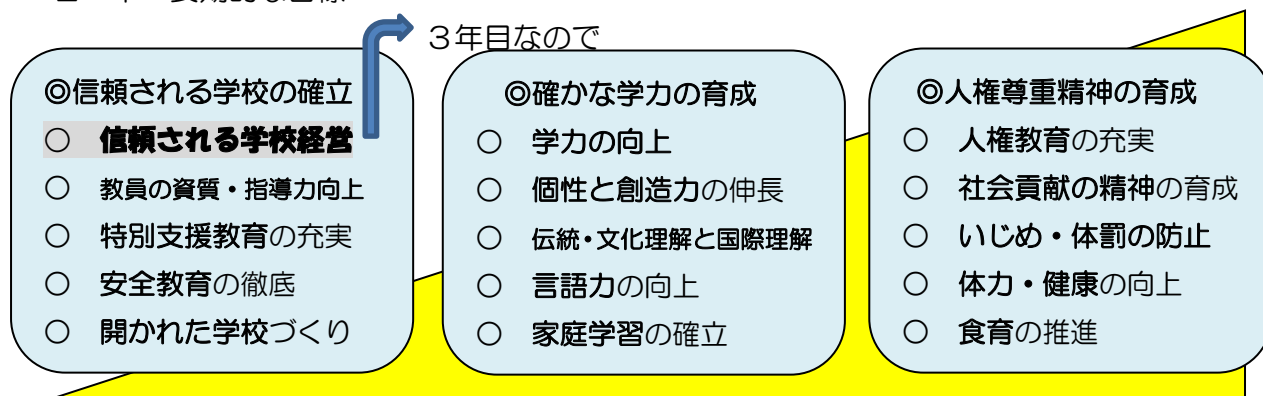 ３年目なので
◎信頼される学校の確立
○ 信頼される学校経営
○ 教員の資質・指導力向上
○ 特別支援教育の充実
○ 安全教育の徹底
○ 開かれた学校づくり
◎確かな学力の育成
○ 学力の向上
○ 個性と創造力の伸長
○ 伝統・文化理解と国際理解
○ 言語力の向上
○ 家庭学習の確立
◎人権尊重精神の育成
○ 人権教育の充実
○ 社会貢献の精神の育成
○ いじめ・体罰の防止
○ 体力・健康の向上
○ 食育の推進